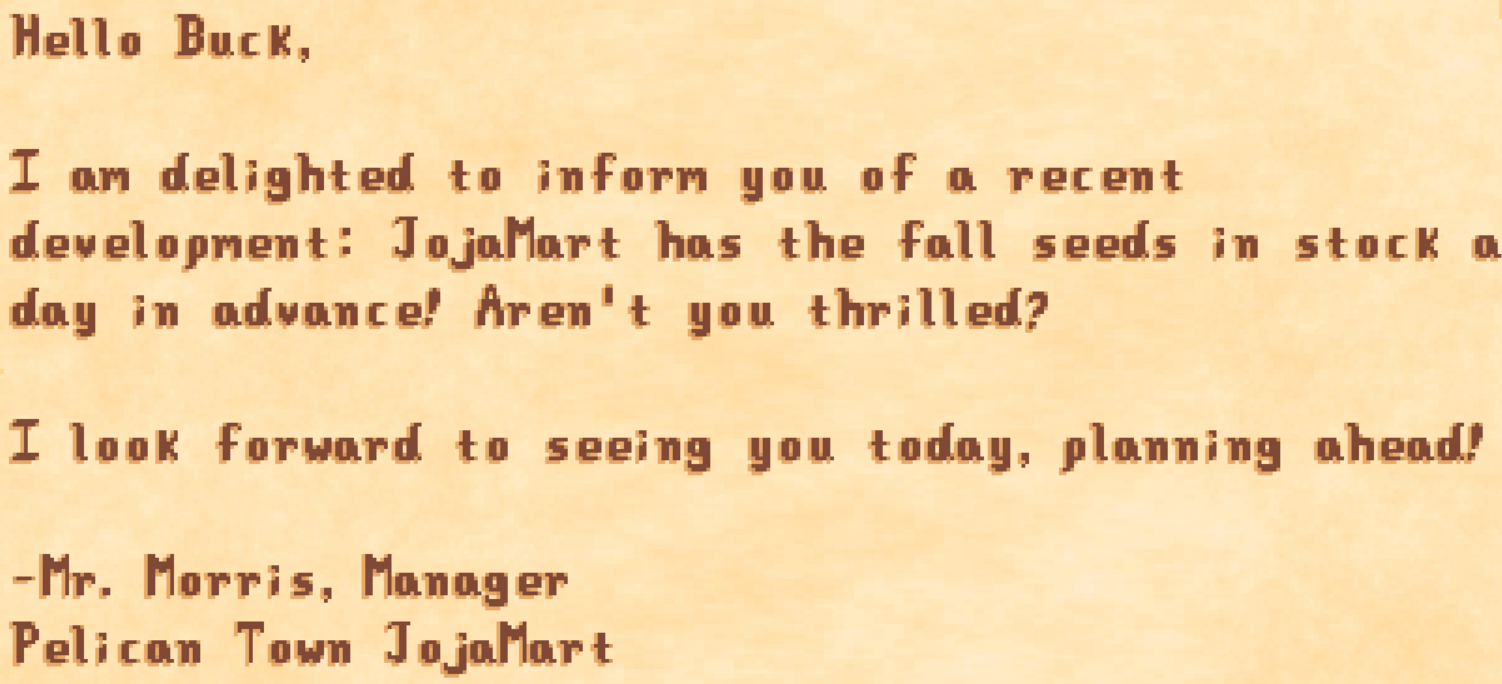 Hello Buck,
I am delighted to inform you of a recent
development: JojaMart has the fall seeds in stock a
day in advance! Aren't you thrilled?
I look forward to seeing you today, planning ahead!
-Mr. Morris, Manager
Pelican Town JojaMart